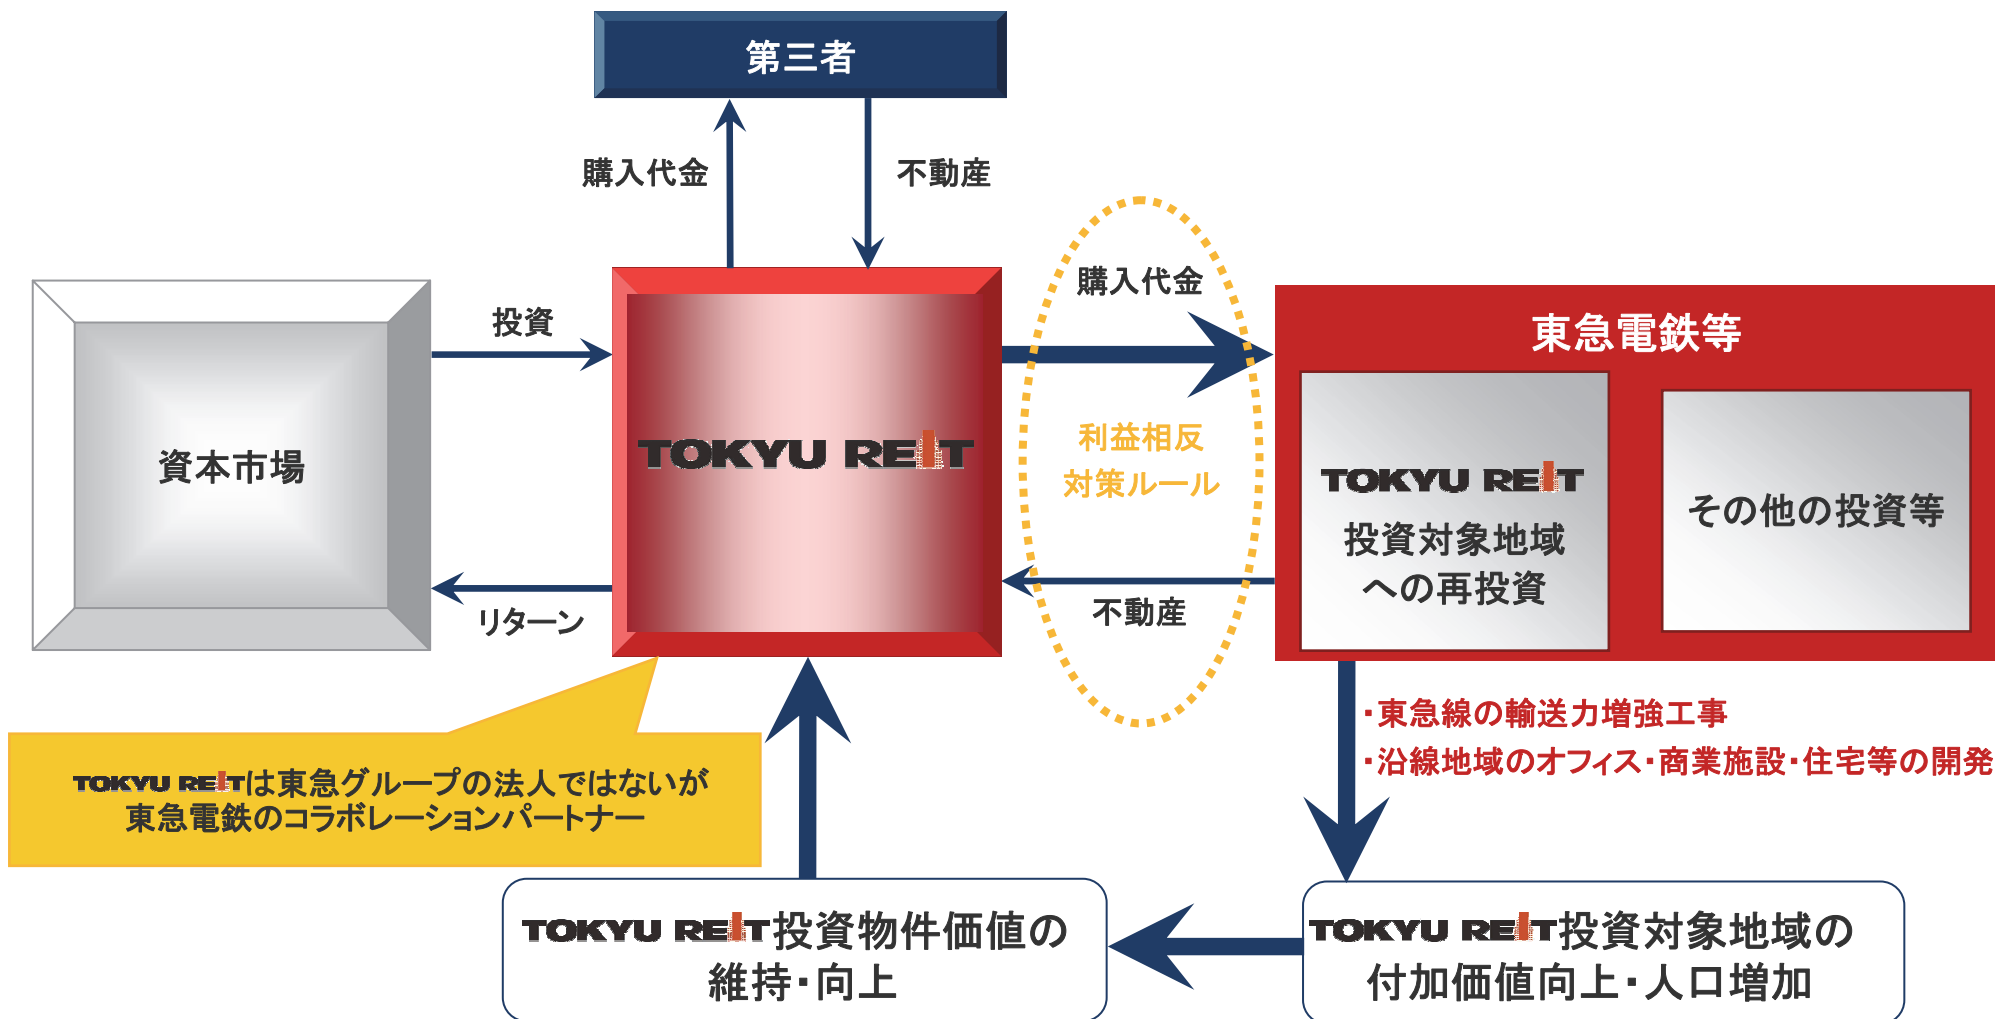 第三者
購入代金
不動産
投資
資本市場
リターン
TOKYU REIT
購入代金
利益相反
対策ルール
不動産
東急電鉄等
TOKYU REIT
投資対象地域
への再投資
その他の投資等
・東急線の輸送力増強工事
・沿線地域のオフィス・商業施設・住宅等の開発
TOKYU REITは東急グループの法人ではないが
東急電鉄のコラボレーションパートナー
TOKYU REIT投資物件価値の
維持・向上
TOKYU REIT投資対象地域の
付加価値向上・人口増加